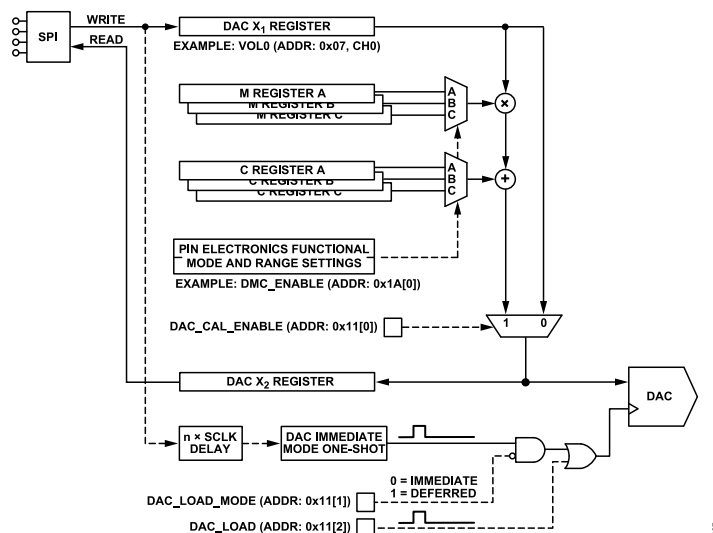 SPI
WRITE
READ
DAC X1 REGISTER
EXAMPLE: VOL0 (ADDR: 0x07, CH0)
M REGISTER A
M REGISTER B
M REGISTER C
A
B
C
×
C REGISTER A
C REGISTER B
C REGISTER C
A
B
C
+
PIN ELECTRONICS FUNCTIONAL
MODE AND RANGE SETTINGS
EXAMPLE: DMC_ENABLE (ADDR: 0x1A[0])
DAC_CAL_ENABLE (ADDR: 0x11[0])
1 0
DAC X2 REGISTER
DAC
n × SCLK
DELAY
DAC IMMEDIATE
MODE ONE-SHOT
0 = IMMEDIATE
1 = DEFERRED
DAC_LOAD_MODE (ADDR: 0x11[1])
DAC_LOAD (ADDR: 0x11[2])